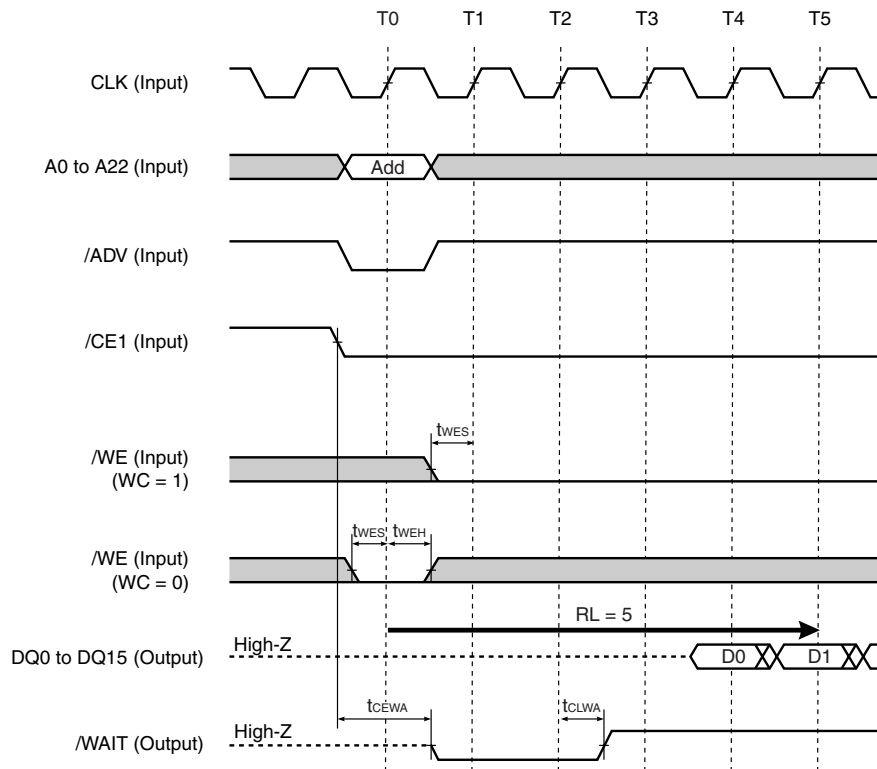 T0 T1 T2 T3 T4 T5
CLK (Input)
A0 to A22 (Input)
Add
/ADV (Input)
/CE1 (Input)
tWES
/WE (Input)
(WC = 1)
tWES tWEH
/WE (Input)
(WC = 0)
RL = 5
High-Z
DQ0 to DQ15 (Output)
D0 D1
tCEWA tCLWA
High-Z
/WAIT (Output)